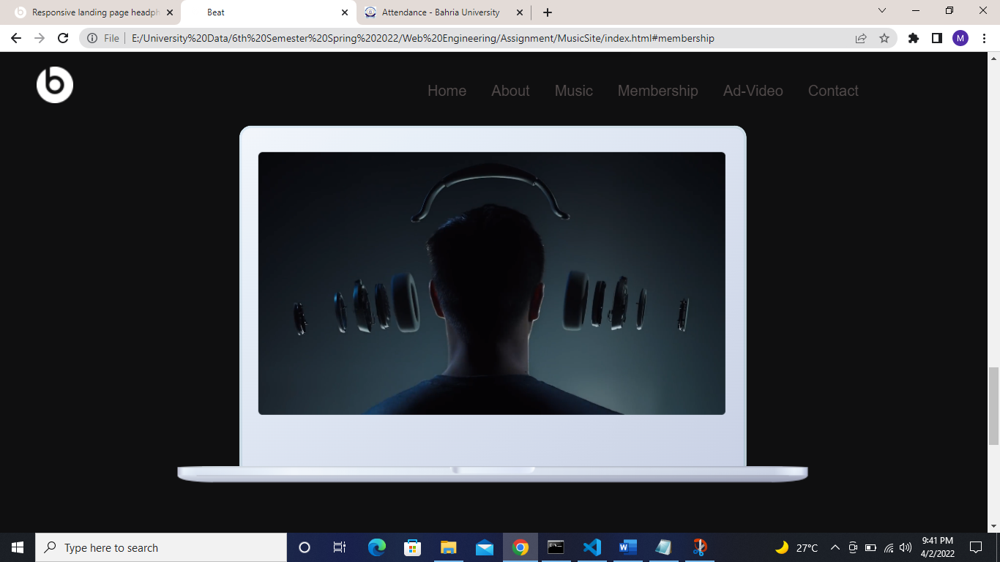 Responsive landing page headph
Beat
Attendance - Bahria University
File
E:/University%20Data/6th%20Semester%20Spring%202022/Web%20Engineering/Assignment/MusicSite/index.html#membership
M
b
Home About Music Membership Ad-Video Contact
Type here to search
27°C
9:41 PM
4/2/2022